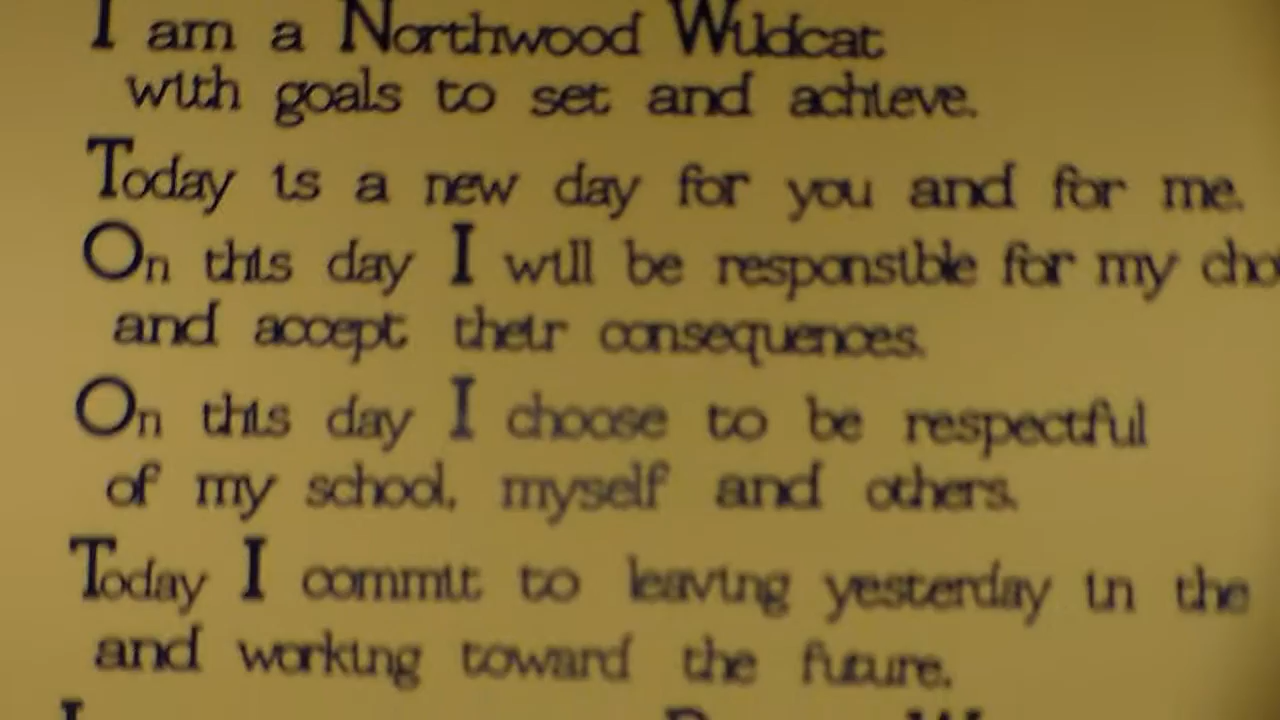 I am a Northwood Wildcat
with goals to set and achieve.
Today is a new day for you and for me.
On this day I will be responsible for my
and accept their consequences.
On this day I choose to be respectful
of my school, myself and others.
Today I commit to leaving yesterday in the
and working toward the future.